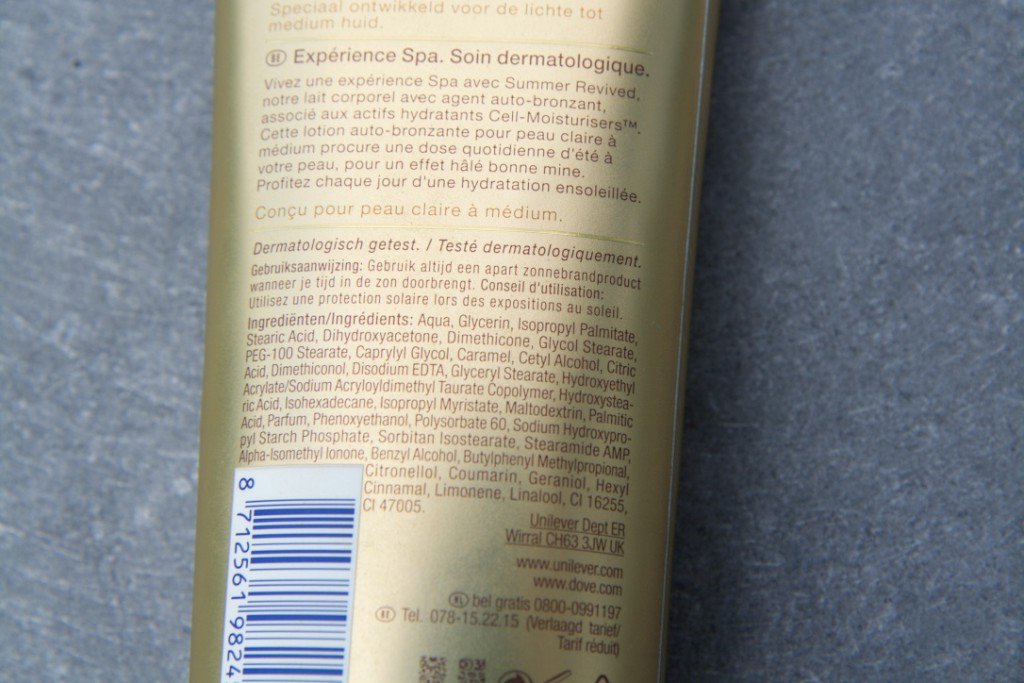 Speciaal ontwikkeld voor de lichte tot
medium huid.
BE Expérience Spa. Soin dermatologique.
Vivez une expérience Spa avec Summer Revived,
notre lait corporel avec agent auto-bronzant,
associé aux actifs hydratants Cell-Moisturisers™.
Cette lotion auto-bronzante pour peau claire à
médium procure une dose quotidienne d'été à
votre peau, pour un effet hâlé bonne mine.
Profitez chaque jour d'une hydratation ensoleillée.
Conçu pour peau claire à médium.
Dermatologisch getest. / Testé dermatologiquement.
Gebruiksaanwijzing: Gebruik altijd een apart zonnebrandproduct
wanneer je tijd in de zon doorbrengt. Conseil d'utilisation:
Utilisez une protection solaire lors des expositions au soleil.
Ingrediënten/Ingrédients: Aqua, Glycerin, Isopropyl Palmitate,
Stearic Acid, Dihydroxyacetone, Dimethicone, Glycol Stearate,
PEG-100 Stearate, Caprylyl Glycol, Caramel, Cetyl Alcohol, Citric
Acid, Dimethiconol, Disodium EDTA, Glyceryl Stearate, Hydroxyethyl
Acrylate/Sodium Acryloyldimethyl Taurate Copolymer, Hydroxystea-
ric Acid, Isohexadecane, Isopropyl Myristate, Maltodextrin, Palmitic
Acid, Parfum, Phenoxyethanol, Polysorbate 60, Sodium Hydroxypro-
pyl Starch Phosphate, Sorbitan Isostearate, Stearamide AMP,
Alpha-Isomethyl Ionone, Benzyl Alcohol, Butylphenyl Methylpropional,
Citronellol, Coumarin, Geraniol, Hexyl
Cinnamal, Limonene, Linalool, CI 16255,
CI 47005.
8 712561 98245
Unilever Dept ER
Wirral CH63 3JW UK
www.unilever.com
www.dove.com
NL bel gratis 0800-0991197
BE Tel. 078-15.22.15 (Verlaagd tarief/
Tarif réduit)